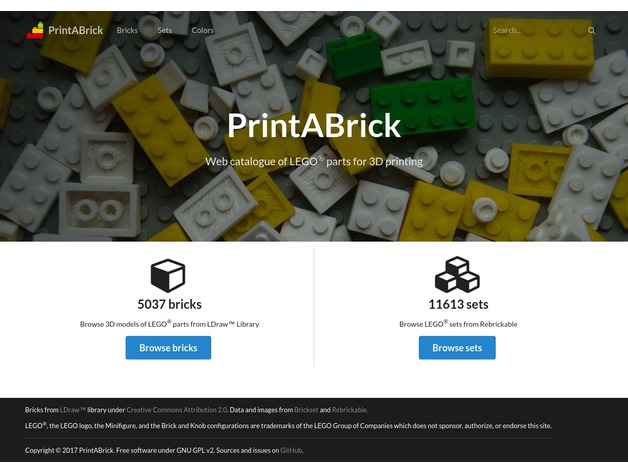 PrintABrick Bricks Sets Colors Search...
PrintABrick
Web catalogue of LEGO® parts for 3D printing
5037 bricks
Browse 3D models of LEGO® parts from LDraw™ Library
Browse bricks
11613 sets
Browse LEGO® sets from Rebrickable
Browse sets
Bricks from LDraw™ library under Creative Commons Attribution 2.0. Data and images from Brickset and Rebrickable.
LEGO®, the LEGO logo, the Minifigure, and the Brick and Knob configurations are trademarks of the LEGO Group of Companies which does not sponsor, authorize, or endorse this site.
Copyright © 2017 PrintABrick. Free software under GNU GPL v2. Sources and issues on GitHub.